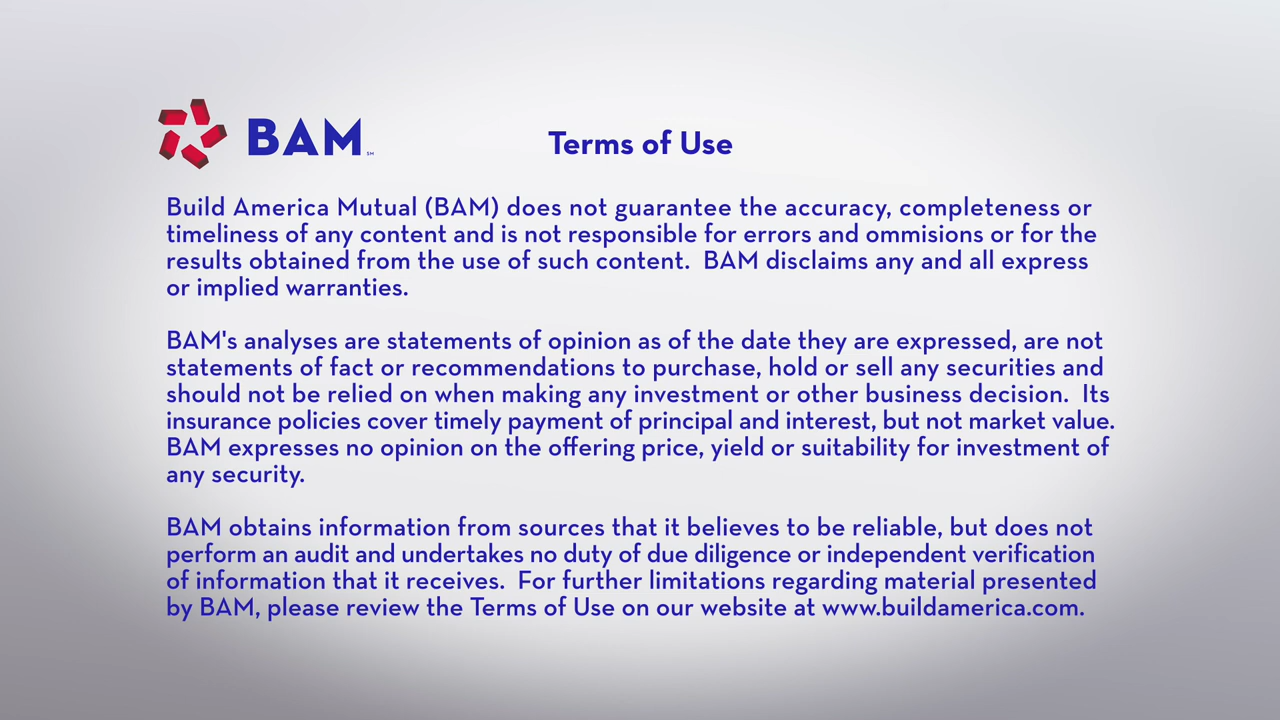 BAM SM
Terms of Use
Build America Mutual (BAM) does not guarantee the accuracy, completeness or
timeliness of any content and is not responsible for errors and ommisions or for the
results obtained from the use of such content.  BAM disclaims any and all express
or implied warranties.
BAM's analyses are statements of opinion as of the date they are expressed, are not
statements of fact or recommendations to purchase, hold or sell any securities and
should not be relied on when making any investment or other business decision.  Its
insurance policies cover timely payment of principal and interest, but not market value.
BAM expresses no opinion on the offering price, yield or suitability for investment of
any security.
BAM obtains information from sources that it believes to be reliable, but does not
perform an audit and undertakes no duty of due diligence or independent verification
of information that it receives.  For further limitations regarding material presented
by BAM, please review the Terms of Use on our website at www.buildamerica.com.